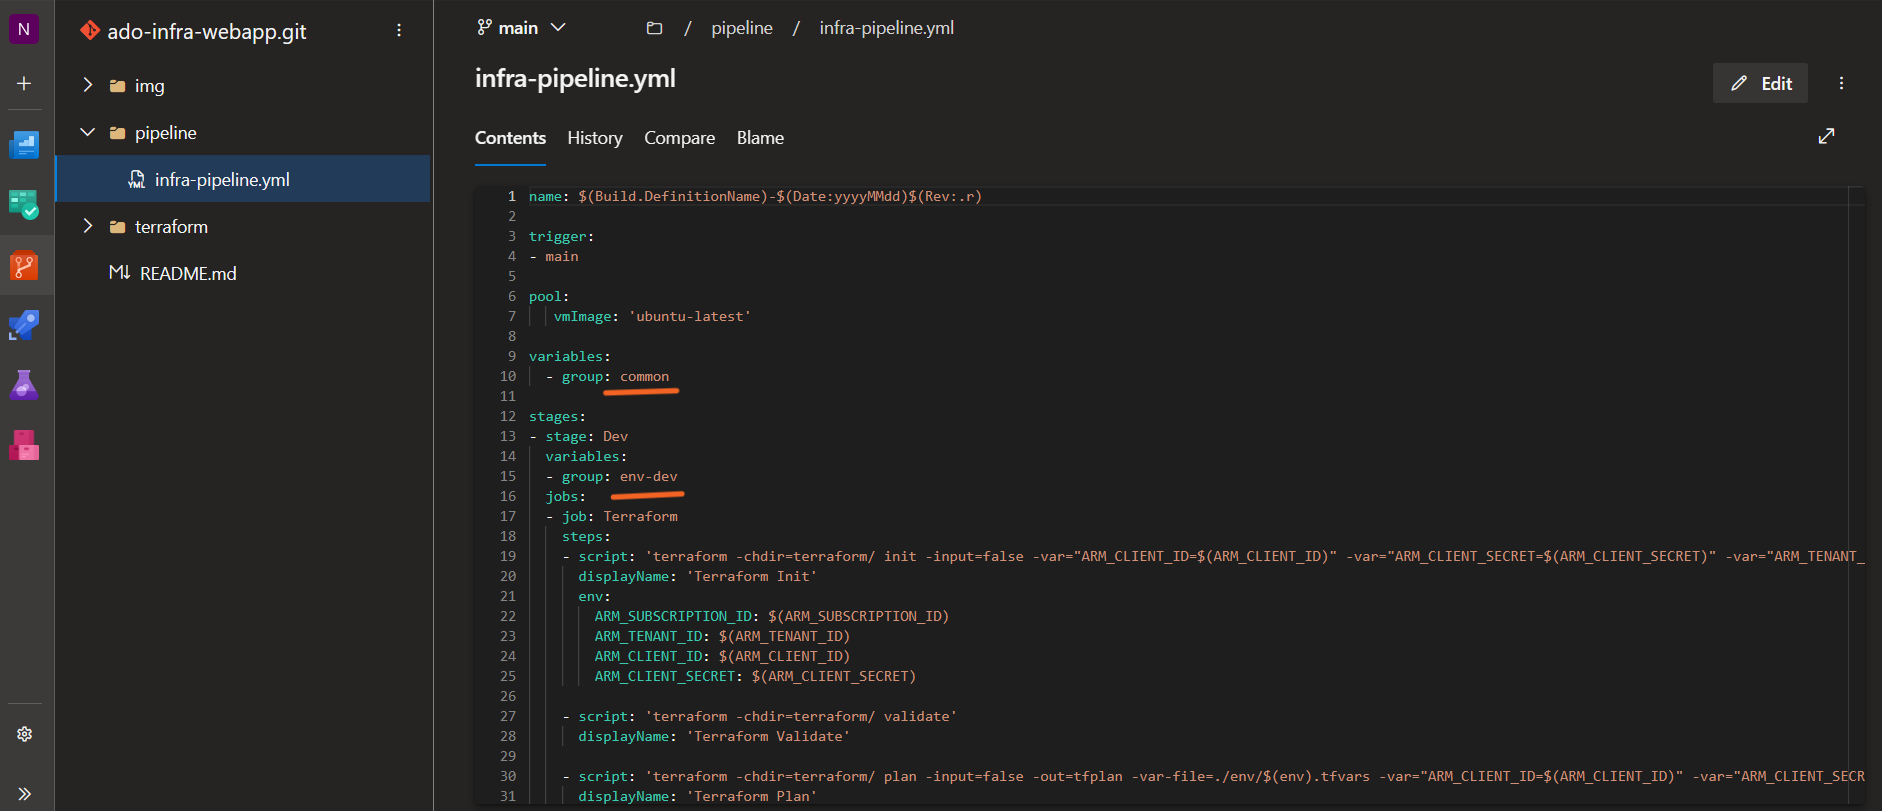 N
ado-infra-webapp.git
img
pipeline
YML infra-pipeline.yml
terraform
M↓ README.md
main / pipeline / infra-pipeline.yml
infra-pipeline.yml
Edit
Contents History Compare Blame
1 name: $(Build.DefinitionName)-$(Date:yyyyMMdd)$(Rev:.r)
2
3 trigger:
4 - main
5
6 pool:
7 vmImage: 'ubuntu-latest'
8
9 variables:
10 - group: common
11
12 stages:
13 - stage: Dev
14 variables:
15 - group: env-dev
16 jobs:
17 - job: Terraform
18 steps:
19 - script: 'terraform -chdir=terraform/ init -input=false -var="ARM_CLIENT_ID=$(ARM_CLIENT_ID)" -var="ARM_CLIENT_SECRET=$(ARM_CLIENT_SECRET)" -var="ARM_TENANT_
20 displayName: 'Terraform Init'
21 env:
22 ARM_SUBSCRIPTION_ID: $(ARM_SUBSCRIPTION_ID)
23 ARM_TENANT_ID: $(ARM_TENANT_ID)
24 ARM_CLIENT_ID: $(ARM_CLIENT_ID)
25 ARM_CLIENT_SECRET: $(ARM_CLIENT_SECRET)
26
27 - script: 'terraform -chdir=terraform/ validate'
28 displayName: 'Terraform Validate'
29
30 - script: 'terraform -chdir=terraform/ plan -input=false -out=tfplan -var-file=./env/$(env).tfvars -var="ARM_CLIENT_ID=$(ARM_CLIENT_ID)" -var="ARM_CLIENT_SECR
31 displayName: 'Terraform Plan'